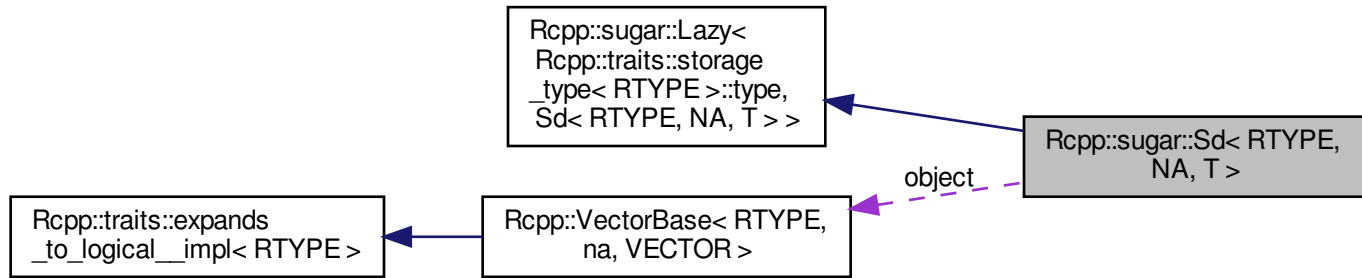 Rcpp::sugar::Lazy<
Rcpp::traits::storage
_type< RTYPE >::type,
Sd< RTYPE, NA, T > >
Rcpp::sugar::Sd< RTYPE,
NA, T >
object
Rcpp::traits::expands
_to_logical__impl< RTYPE >
Rcpp::VectorBase< RTYPE,
na, VECTOR >